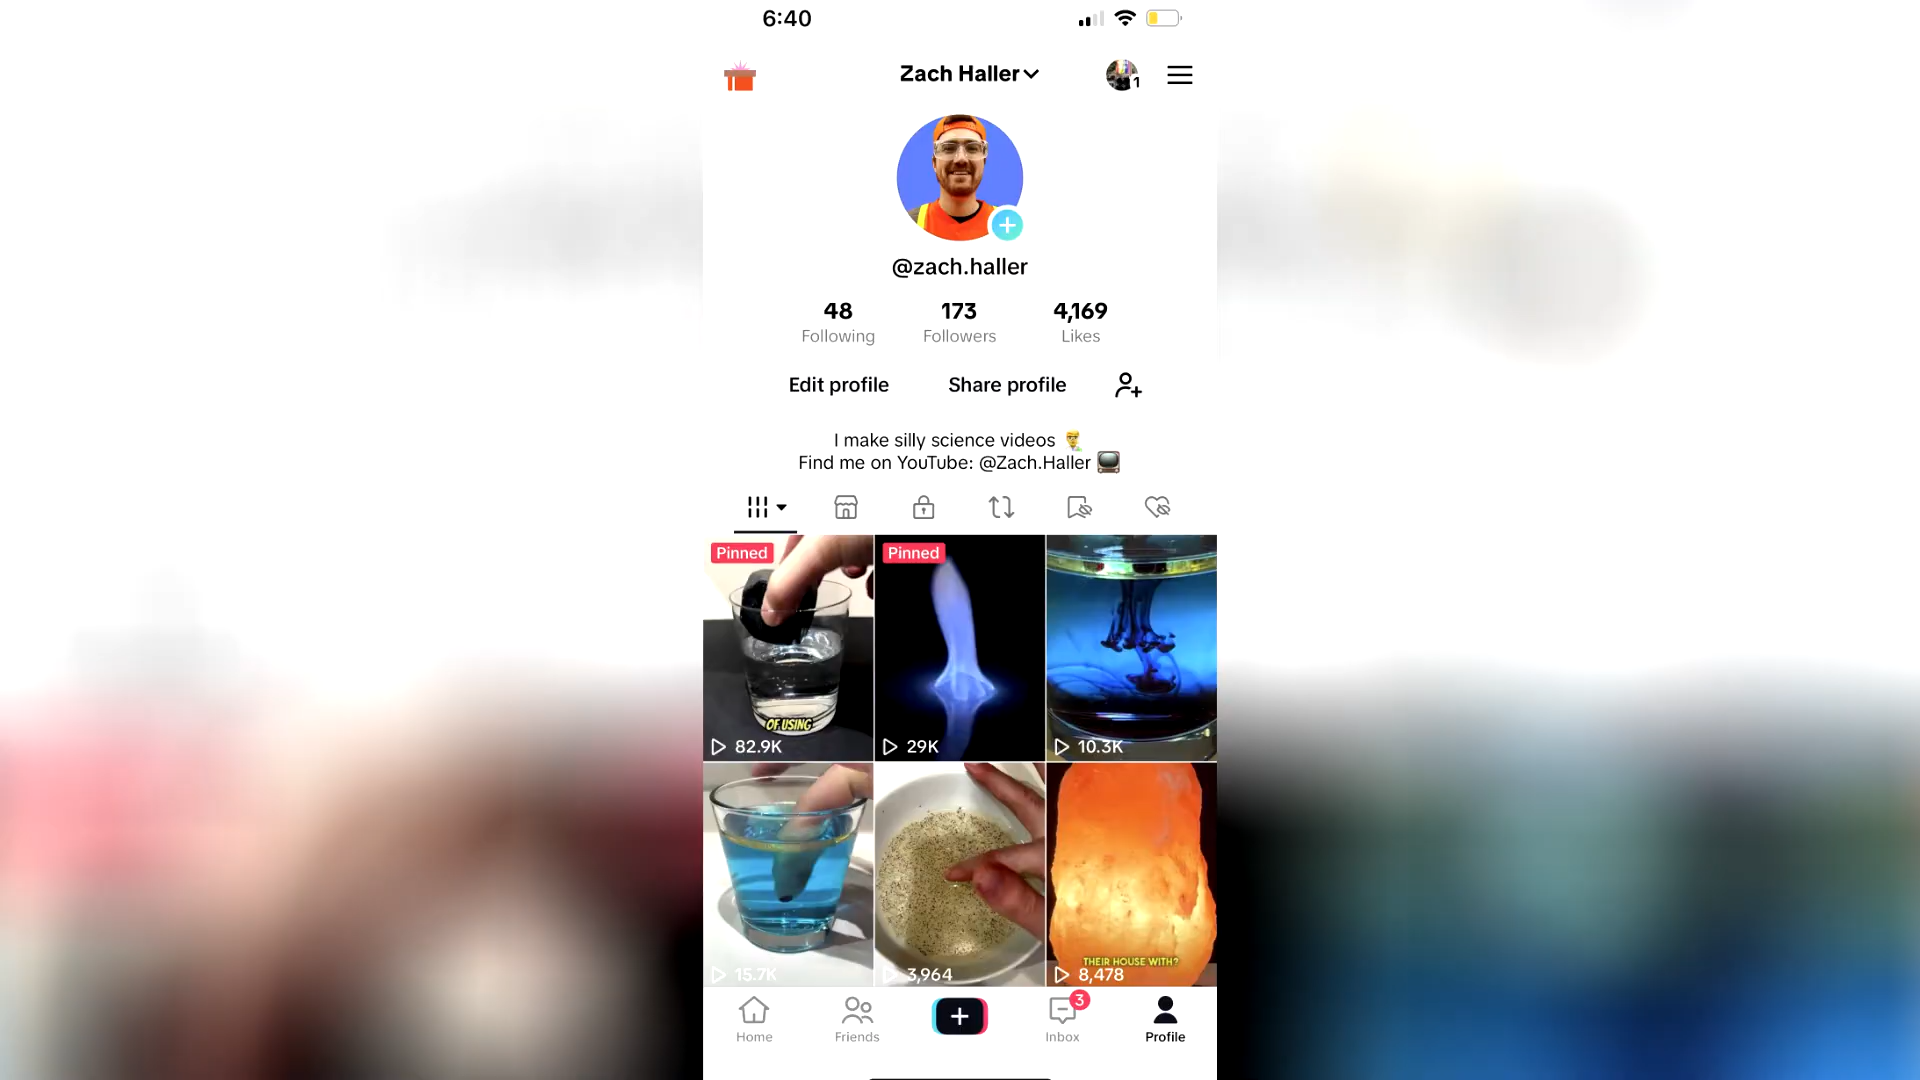 6:40
Zach Haller
1
@zach.haller
48 173 4,169
Following Followers Likes
Edit profile Share profile
I make silly science videos
Find me on YouTube: @Zach.Haller
Pinned Pinned
OF USING
82.9K 29K 10.3K
THEIR HOUSE WITH?
15.7K 3,964 8,478
3
Home Friends Inbox Profile